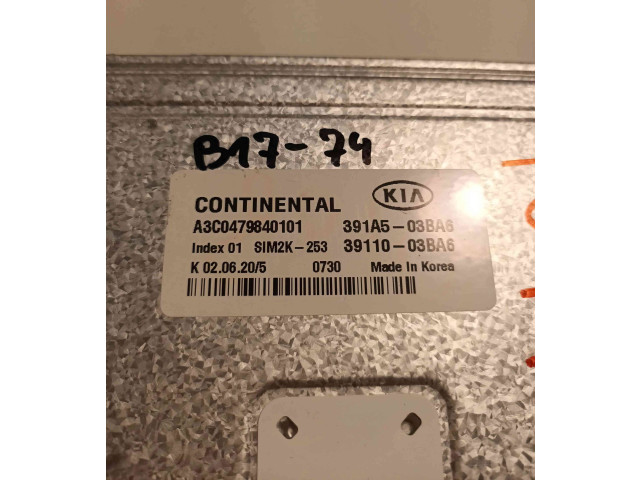 B17-74
CONTINENTAL KIA
A3C0479840101 391A5-03BA6
Index 01 SIM2K-253 39110-03BA6
K 02.06.20/5 0730 Made In Korea